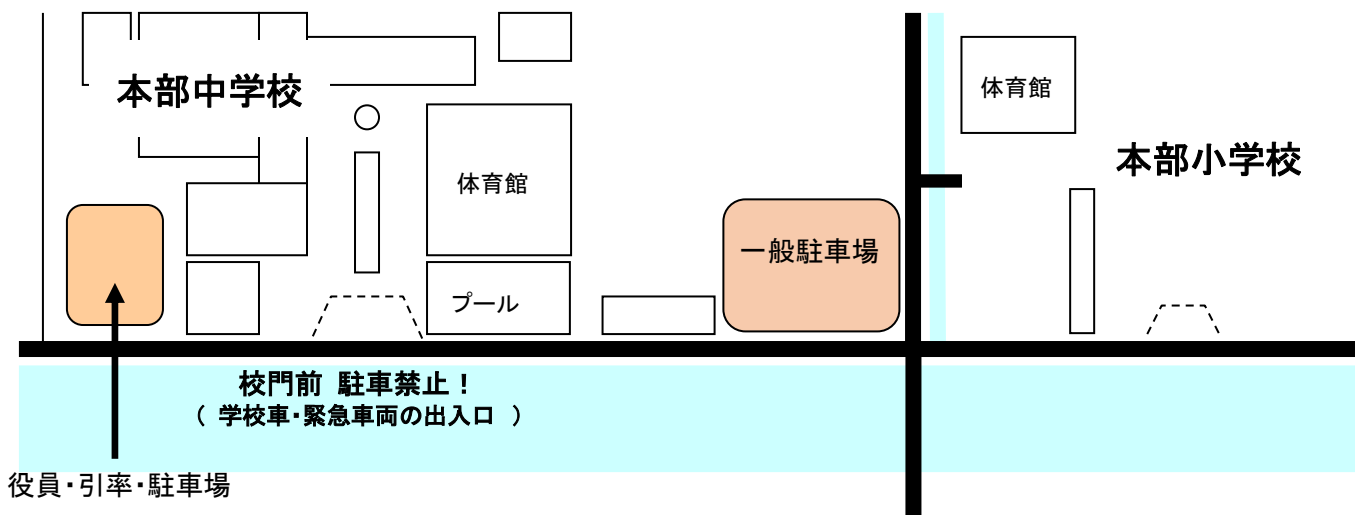 本部中学校
体育館
本部小学校
体育館
一般駐車場
プール
校門前 駐車禁止！
（ 学校車・緊急車両の出入口 ）
役員・引率・駐車場